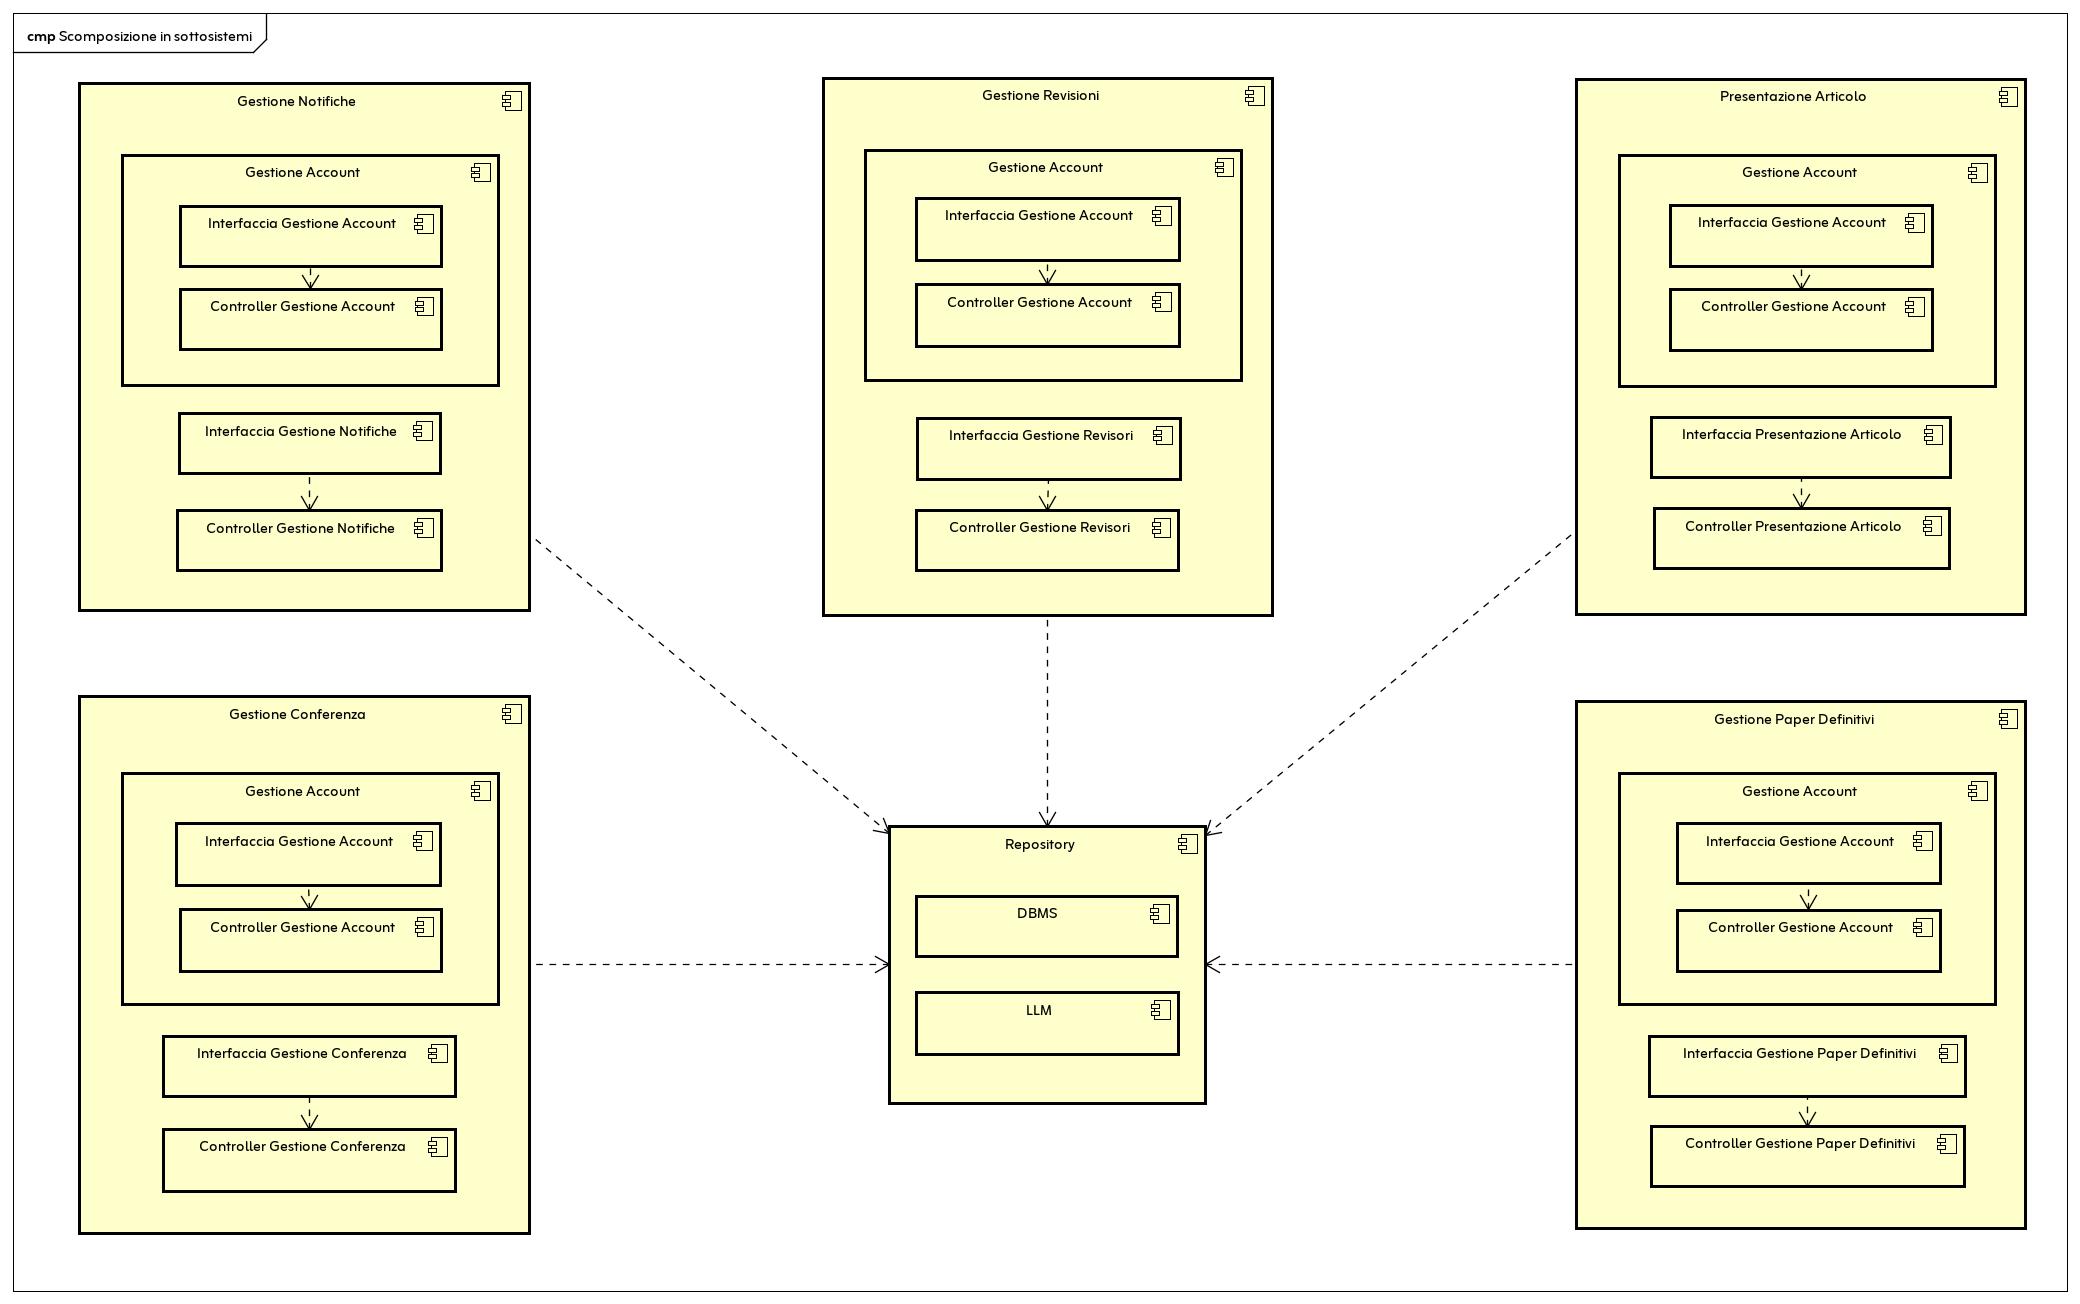 cmp Scomposizione in sottosistemi
Gestione Notifiche
Gestione Account
Interfaccia Gestione Account
Controller Gestione Account
Interfaccia Gestione Notifiche
Controller Gestione Notifiche
Gestione Revisioni
Gestione Account
Interfaccia Gestione Account
Controller Gestione Account
Interfaccia Gestione Revisori
Controller Gestione Revisori
Presentazione Articolo
Gestione Account
Interfaccia Gestione Account
Controller Gestione Account
Interfaccia Presentazione Articolo
Controller Presentazione Articolo
Gestione Conferenza
Gestione Account
Interfaccia Gestione Account
Controller Gestione Account
Interfaccia Gestione Conferenza
Controller Gestione Conferenza
Repository
DBMS
LLM
Gestione Paper Definitivi
Gestione Account
Interfaccia Gestione Account
Controller Gestione Account
Interfaccia Gestione Paper Definitivi
Controller Gestione Paper Definitivi